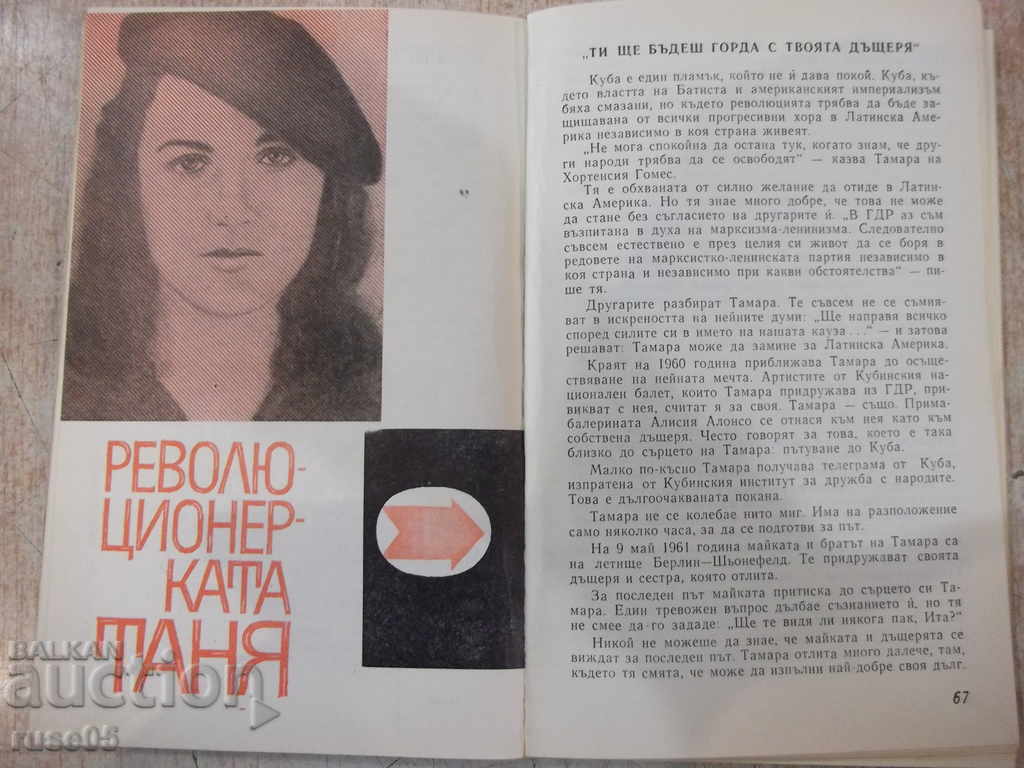 РЕВОЛЮ-
ЦИОНЕР-
КАТА
ТАНЯ
BALKAN
auction
ruse05
67
„ТИ ЩЕ БЪДЕШ ГОРДА С ТВОЯТА ДЪЩЕРЯ“
Куба е един пламък, който не ѝ дава покой. Куба, къ-
дето властта на Батиста и американският империализъм
бяха смазани, но където революцията трябва да бъде за-
щищавана от всички прогресивни хора в Латинска Аме-
рика независимо в коя страна живеят.
„Не мога спокойна да остана тук, когато знам, че дру-
ги народи трябва да се освободят“ — казва Тамара на
Хортенсия Гомес.
Тя е обхваната от силно желание да отиде в Латин-
ска Америка. Но тя знае много добре, че това не може
да стане без съгласието на другарите ѝ. „В ГДР аз съм
възпитана в духа на марксизма-ленинизма. Следователно
съвсем естествено е през целия си живот да се боря в
редовете на марксистко-ленинската партия независимо в
коя страна и независимо при какви обстоятелства“ — пи-
ше тя.
Другарите разбират Тамара. Те съвсем не се съмня-
ват в искреността на нейните думи: „Ще направя всичко
според силите си в името на нашата кауза . . .“ — и затова
решават: Тамара може да замине за Латинска Америка.
Краят на 1960 година приближава Тамара до осъще-
ствяване на нейната мечта. Артистите от Кубинския на-
ционален балет, които Тамара придружава из ГДР, при-
викват с нея, считат я за своя. Тамара — също. Прима-
балерината Алисия Алонсо се отнася към нея като към
собствена дъщеря. Често говорят за това, което е така
близко до сърцето на Тамара: пътуване до Куба.
Малко по-късно Тамара получава телеграма от Куба,
изпратена от Кубинския институт за дружба с народите.
Това е дългоочакваната покана.
Тамара не се колебае нито миг. Има на разположение
само няколко часа, за да се подготви за път.
На 9 май 1961 година майката и братът на Тамара са
на летище Берлин—Шьонефелд. Те придружават своята
дъщеря и сестра, която отлита.
За последен път майката притиска до сърцето си Та-
мара. Един тревожен въпрос дълбае съзнанието ѝ, но тя
не смее да го зададе: „Ще те видя ли някога пак, Ита?“
Никой не можеше да знае, че майката и дъщерята се
виждат за последен път. Тамара отлита много далече, там,
където тя смята, че може да изпълни най-добре своя дълг.